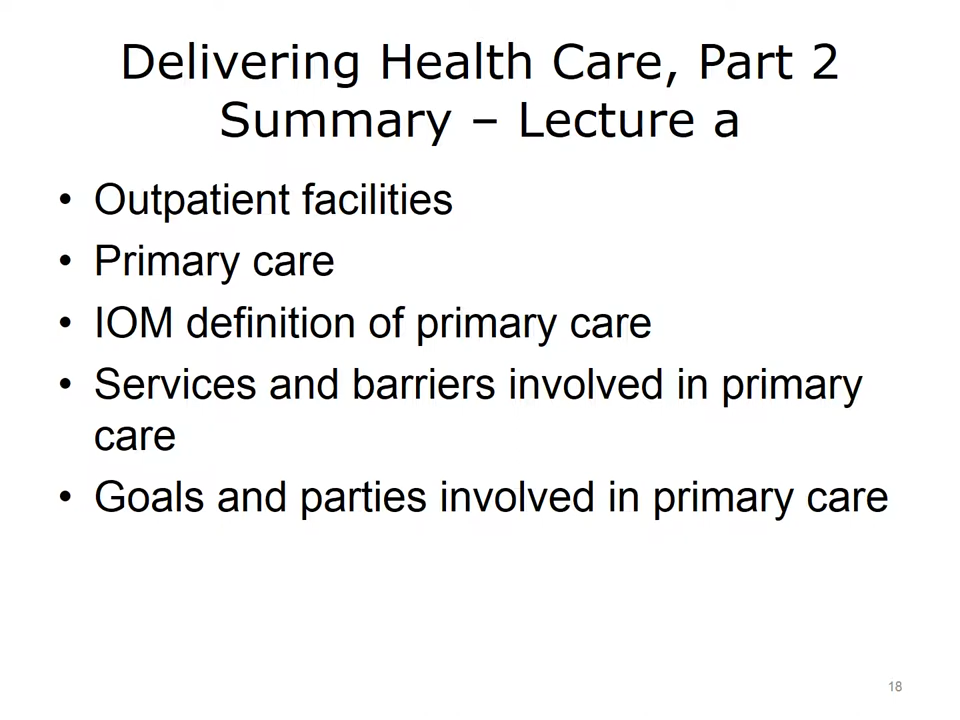 Delivering Health Care, Part 2
Summary – Lecture a
• Outpatient facilities
• Primary care
• IOM definition of primary care
• Services and barriers involved in primary
care
• Goals and parties involved in primary care
18